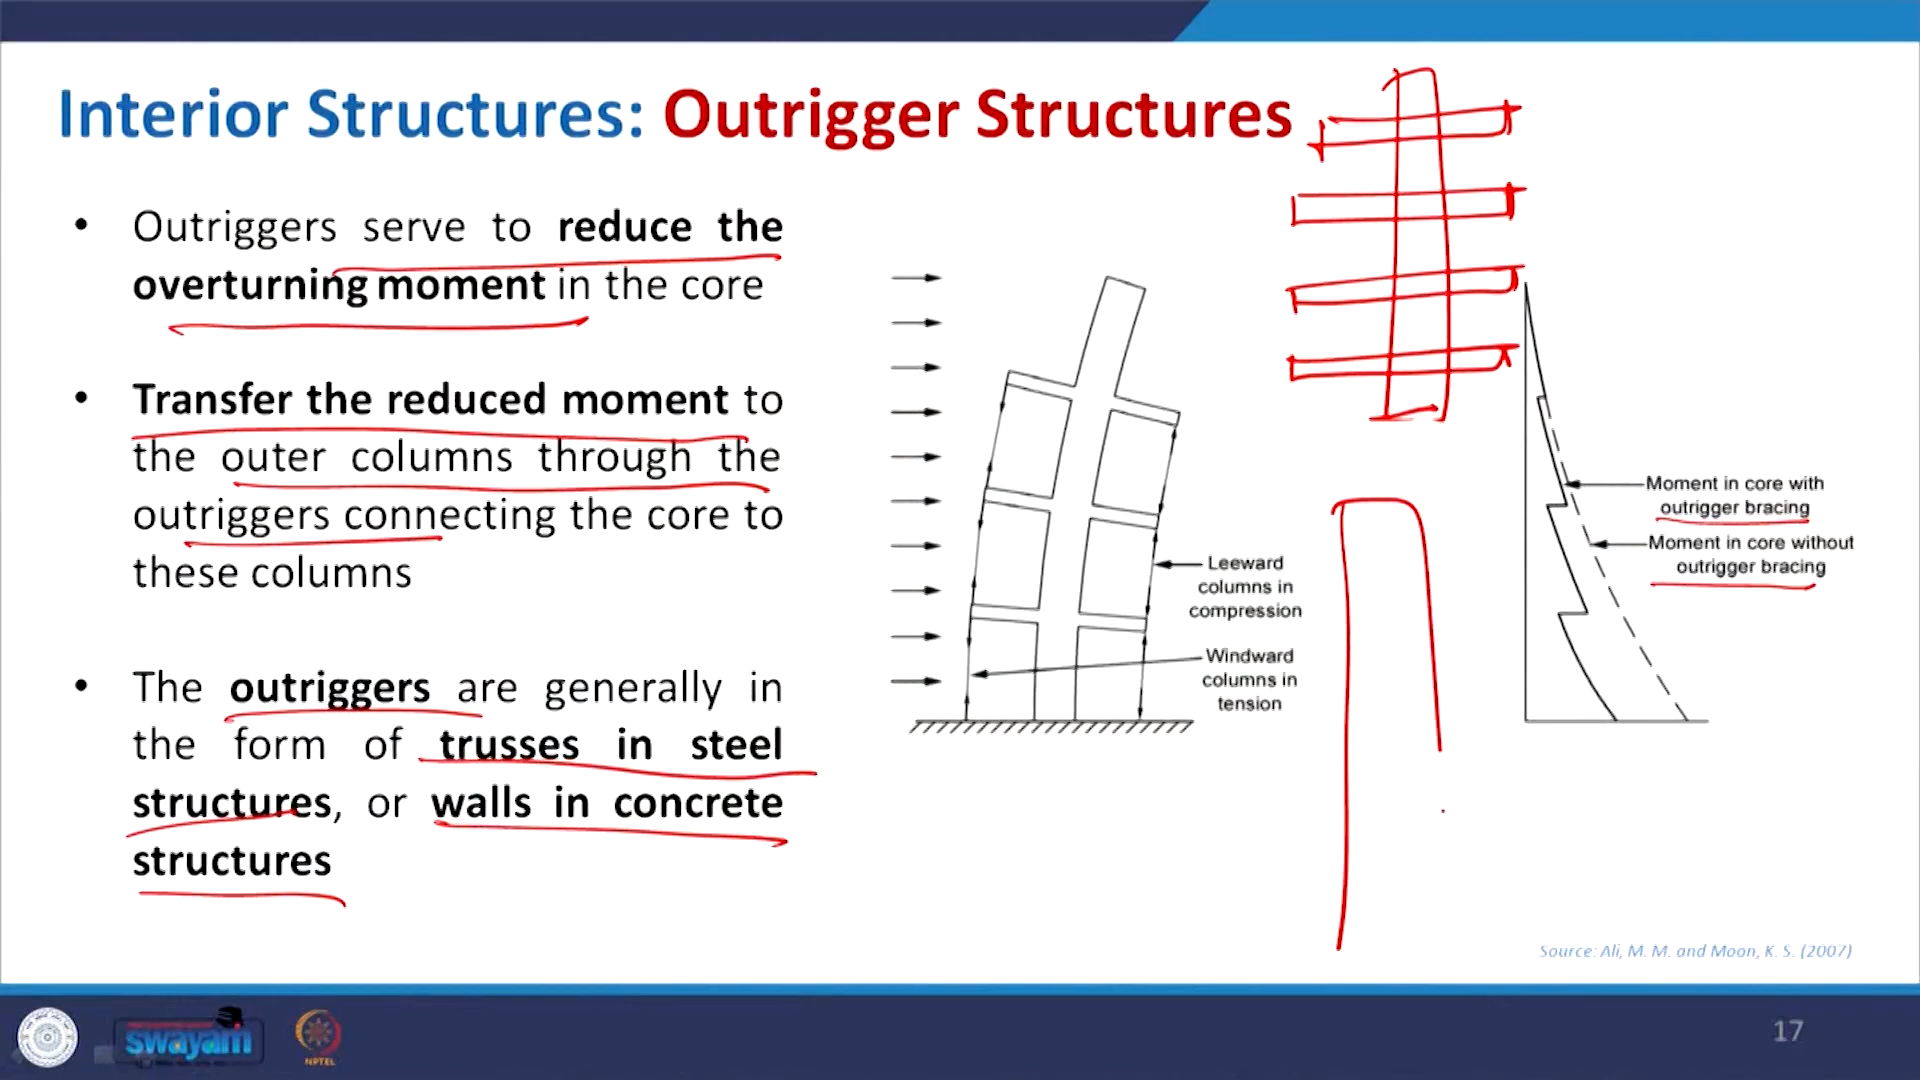 Interior Structures: Outrigger Structures
• Outriggers serve to reduce the
overturning moment in the core
• Transfer the reduced moment to
the outer columns through the
outriggers connecting the core to
these columns
• The outriggers are generally in
the form of trusses in steel
structures, or walls in concrete
structures
Leeward
columns in
compression
Windward
columns in
tension
Moment in core with
outrigger bracing
Moment in core without
outrigger bracing
Source: Ali, M. M. and Moon, K. S. (2007)
swayam
NPTEL
17